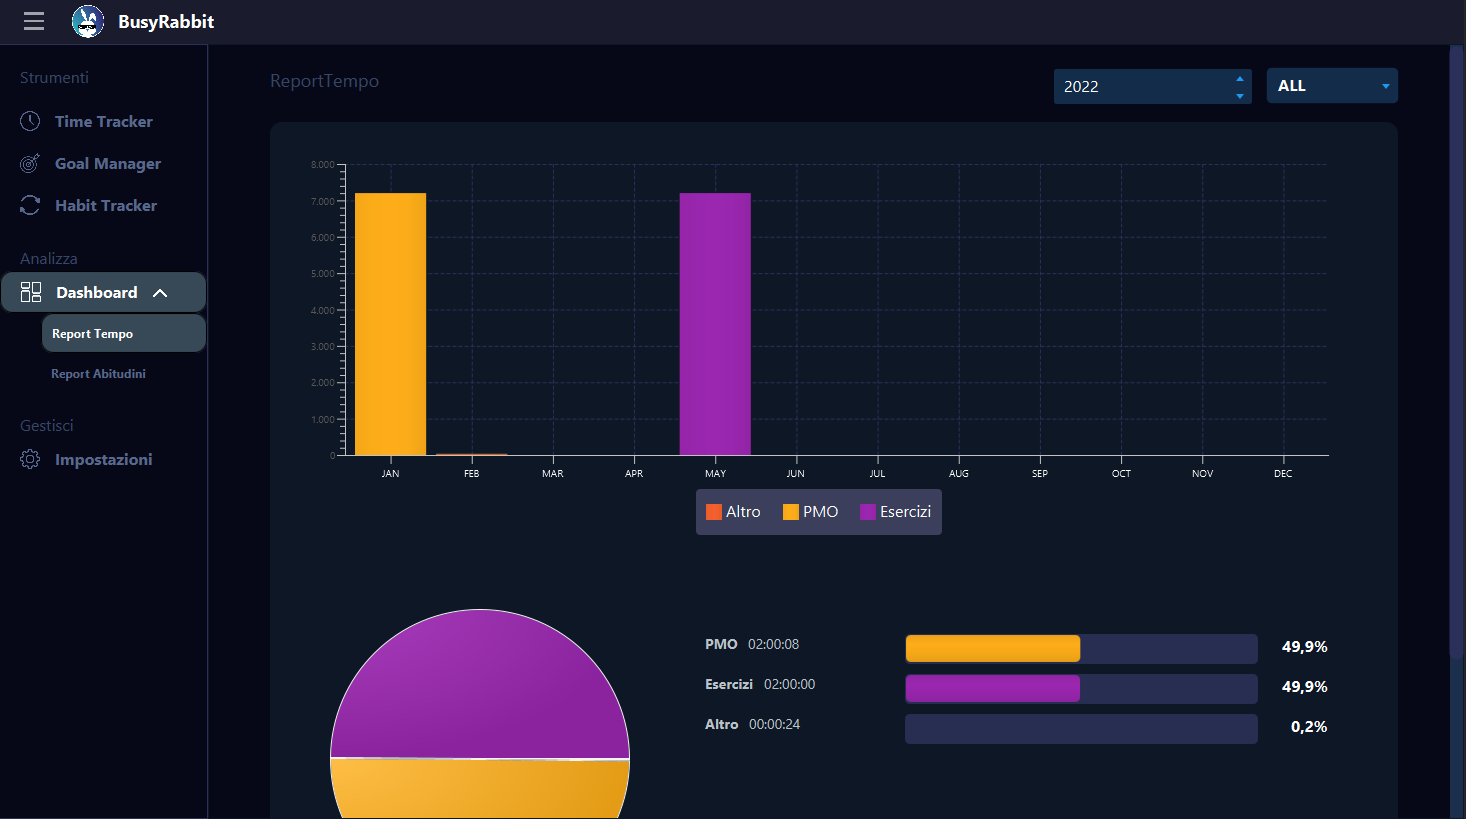 BusyRabbit
Strumenti
Time Tracker
Goal Manager
Habit Tracker
Analizza
Dashboard
Report Tempo
Report Abitudini
Gestisci
Impostazioni
ReportTempo
2022
ALL
8.000
7.000
6.000
5.000
4.000
3.000
2.000
1.000
0
JAN FEB MAR APR MAY JUN JUL AUG SEP OCT NOV DEC
Altro PMO Esercizi
PMO 02:00:08 49,9%
Esercizi 02:00:00 49,9%
Altro 00:00:24 0,2%